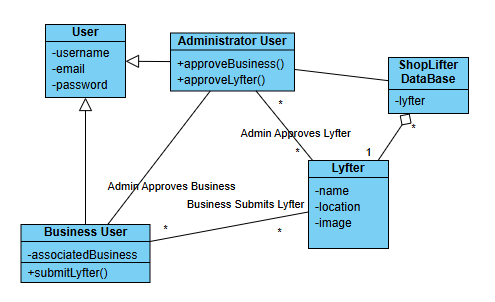 User
-username
-email
-password
Administrator User
+approveBusiness()
+approveLyfter()
ShopLifter
DataBase
-lyfter
*
*
Admin Approves Lyfter
*
1
Lyfter
-name
-location
-image
Admin Approves Business
Business Submits Lyfter
*
*
Business User
-associatedBusiness
+submitLyfter()